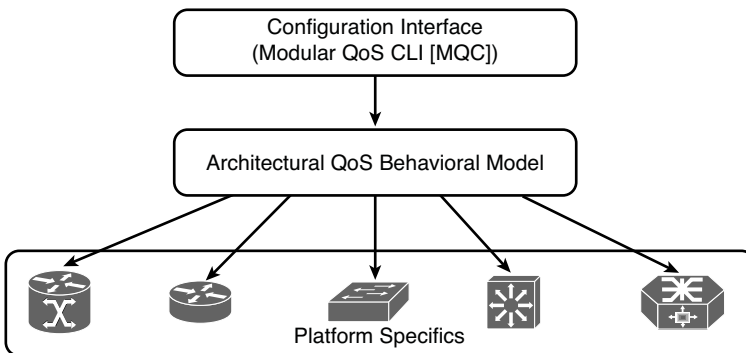 Configuration Interface
(Modular QoS CLI [MQC])
Architectural QoS Behavioral Model
Platform Specifics